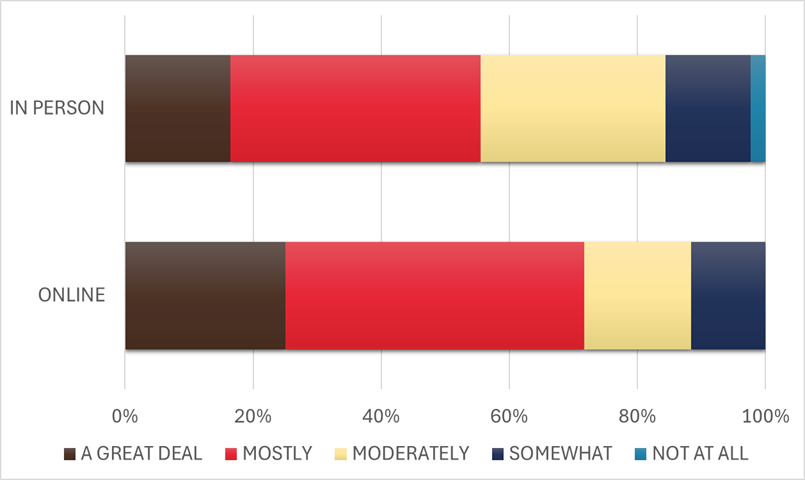 IN PERSON
ONLINE
0% 20% 40% 60% 80% 100%
A GREAT DEAL MOSTLY MODERATELY SOMEWHAT NOT AT ALL